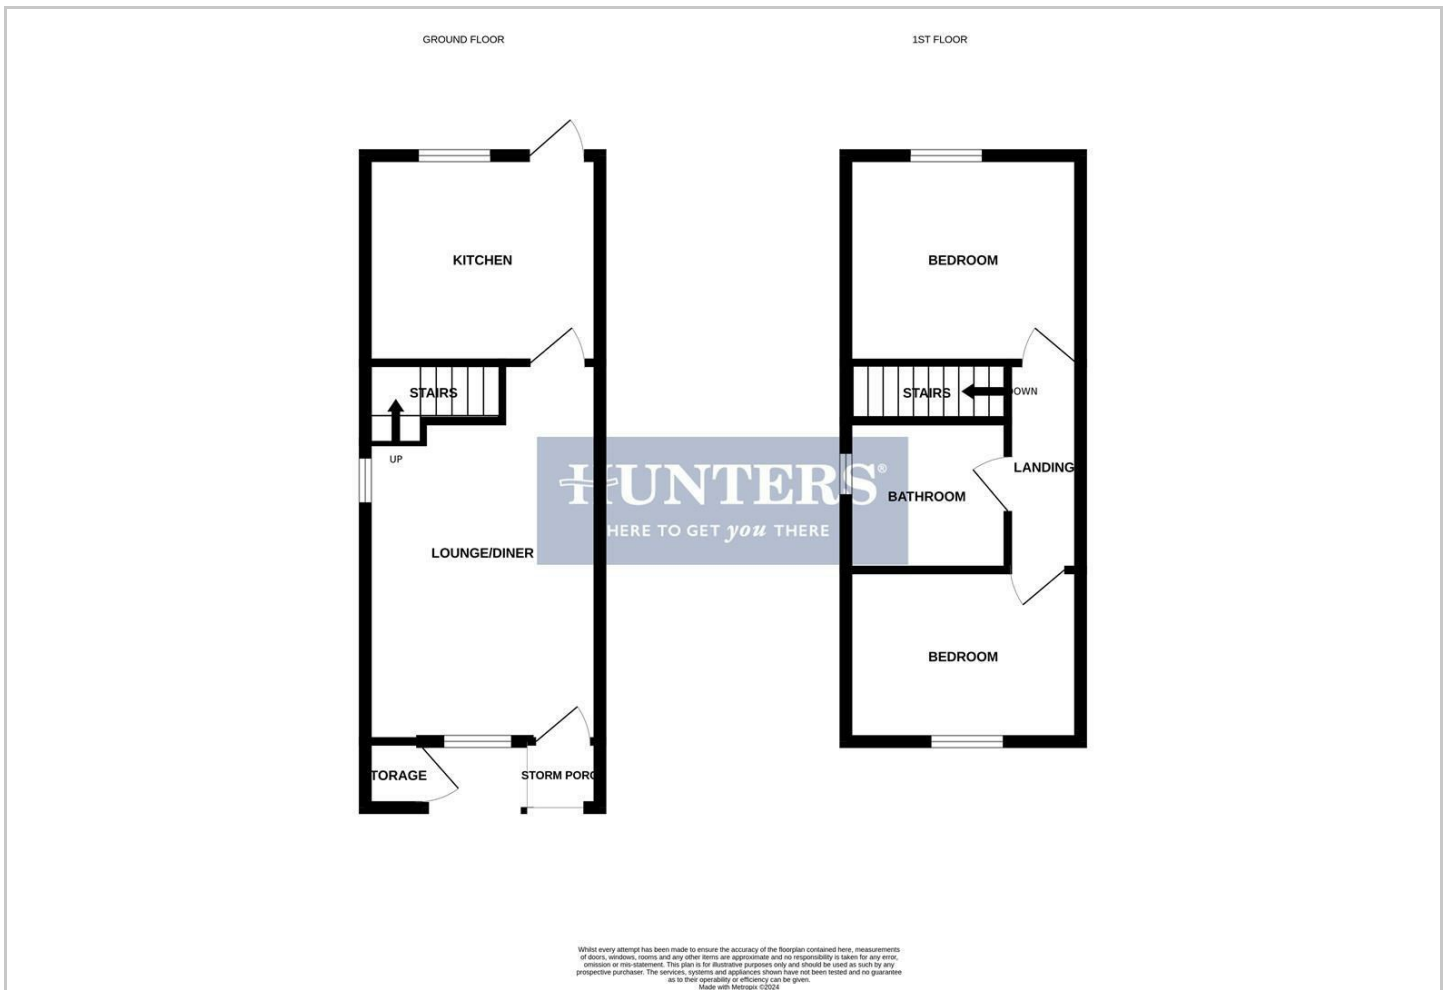 GROUND FLOOR
1ST FLOOR
KITCHEN
BEDROOM
STAIRS
STAIRS
DOWN
UP
LANDING
HUNTERS®
BATHROOM
HERE TO GET you THERE
LOUNGE/DINER
BEDROOM
TORAGE
STORM PORC
Whilst every attempt has been made to ensure the accuracy of the floorplan contained here, measurements
of doors, windows, rooms and any other items are approximate and no responsibility is taken for any error,
omission or mis-statement. This plan is for illustrative purposes only and should be used as such by any
prospective purchaser. The services, systems and appliances shown have not been tested and no guarantee
as to their operability or efficiency can be given.
Made with Metropix ©2024